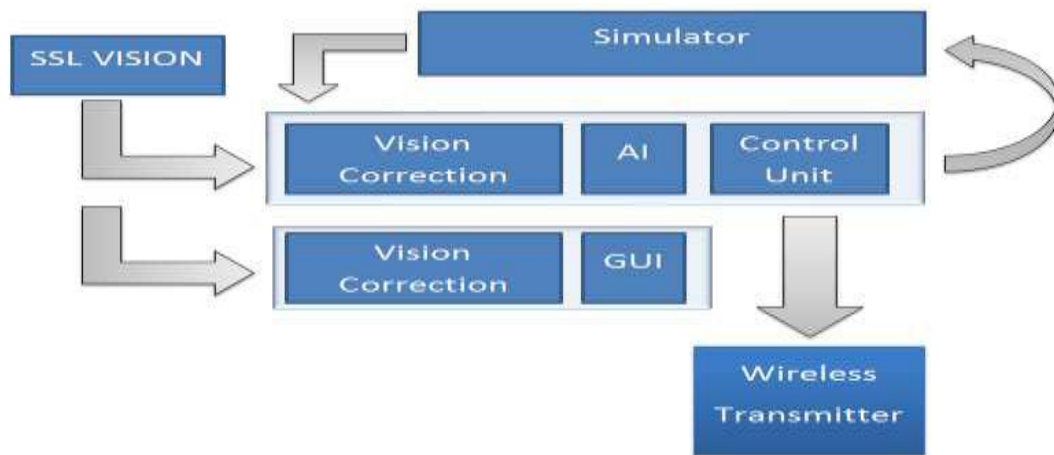 SSL VISION
Simulator
Vision
Correction
AI
Control
Unit
Vision
Correction
GUI
Wireless
Transmitter